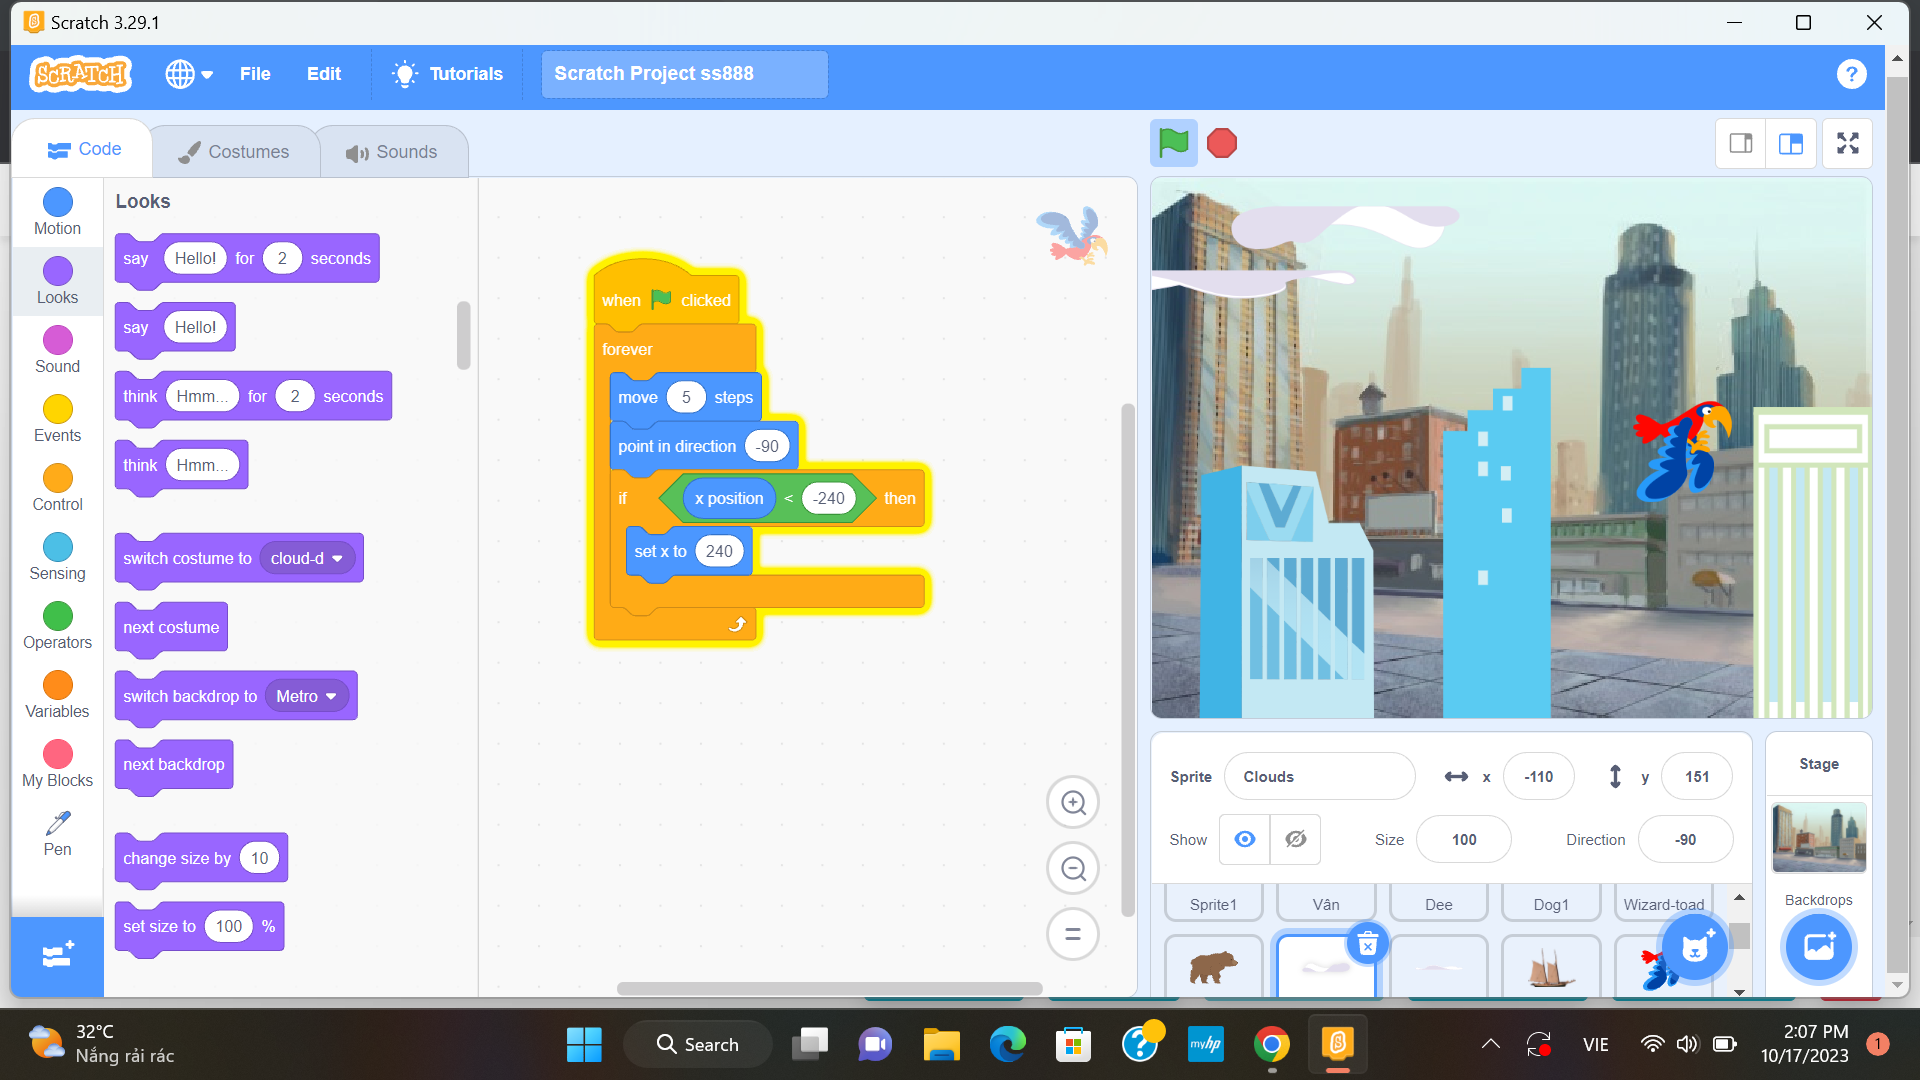 Scratch 3.29.1
SCRATCH
File
Edit
Tutorials
Scratch Project ss888
?
Code
Costumes
Sounds
Motion
Looks
Sound
Events
Control
Sensing
Operators
Variables
My Blocks
Pen
Looks
say Hello! for 2 seconds
say Hello!
think Hmm... for 2 seconds
think Hmm...
switch costume to cloud-d
next costume
switch backdrop to Metro
next backdrop
change size by 10
set size to 100 %
when clicked
forever
move 5 steps
point in direction -90
if x position < -240 then
set x to 240
V
Sprite Clouds x -110 y 151
Show Size 100 Direction -90
Sprite1
Vân
Dee
Dog1
Wizard-toad
Stage
Backdrops
32°C
Nắng rải rác
Search
myhp
VIE
2:07 PM
10/17/2023
1